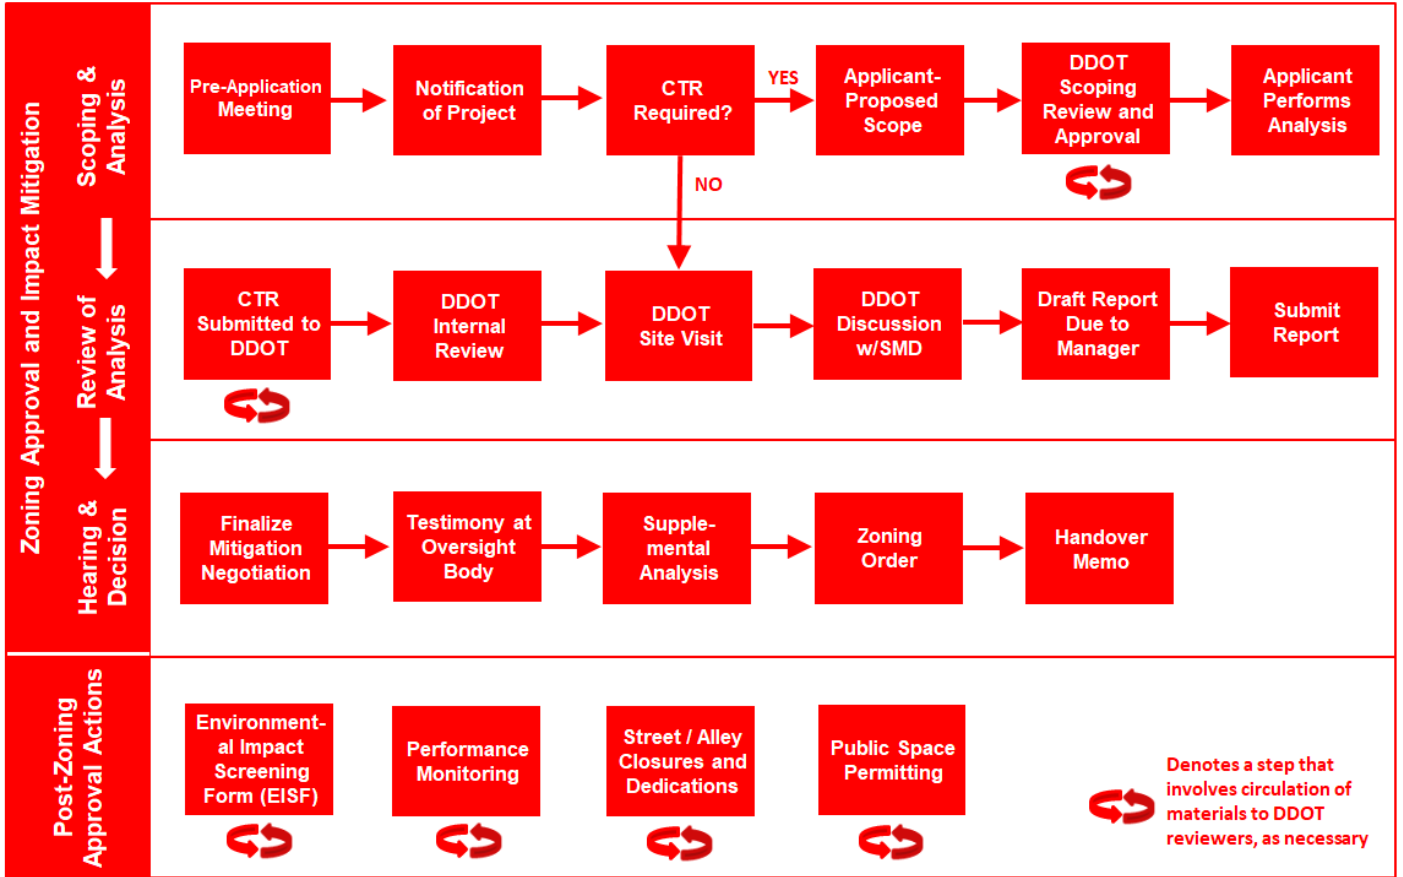 Zoning Approval and Impact Mitigation
Scoping &
Analysis
Pre-Application
Meeting
Notification
of Project
CTR
Required?
YES
NO
Applicant-
Proposed
Scope
DDOT
Scoping
Review and
Approval
Applicant
Performs
Analysis
Review of
Analysis
CTR
Submitted to
DDOT
DDOT
Internal
Review
DDOT
Site Visit
DDOT
Discussion
w/SMD
Draft Report
Due to
Manager
Submit
Report
Hearing &
Decision
Finalize
Mitigation
Negotiation
Testimony at
Oversight
Body
Supple-
mental
Analysis
Zoning
Order
Handover
Memo
Post-Zoning
Approval Actions
Environment-
al Impact
Screening
Form (EISF)
Performance
Monitoring
Street / Alley
Closures and
Dedications
Public Space
Permitting
Denotes a step that
involves circulation of
materials to DDOT
reviewers, as necessary